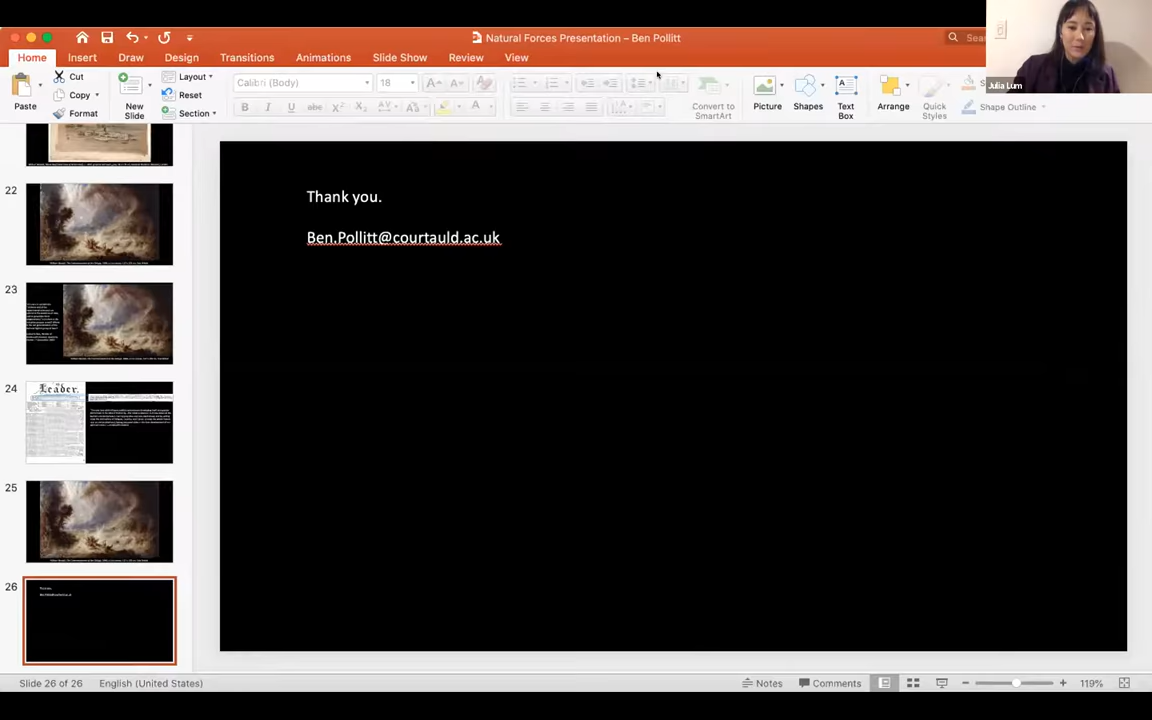 Natural Forces Presentation – Ben Pollitt
Sea
Home Insert Draw Design Transitions Animations Slide Show Review View
Julia Lum
Paste
Cut
Copy
Format
New Slide
Layout
Reset
Section
Calibri (Body) 18
Convert to SmartArt
Picture
Shapes
Text Box
Arrange
Quick Styles
Shape Outline
22
23
24
Leader.
25
26
Thank you.
Ben.Pollitt@courtauld.ac.uk
Slide 26 of 26 English (United States) Notes Comments 119%